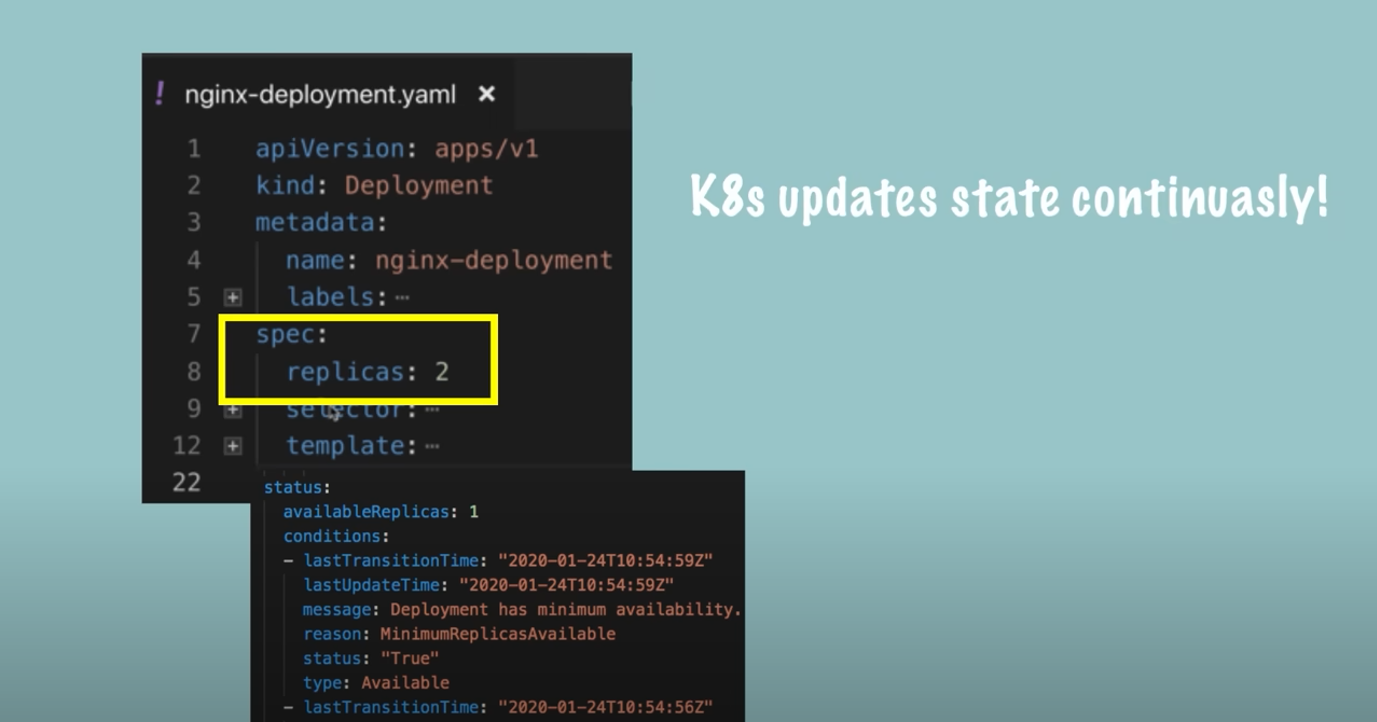 ! nginx-deployment.yaml ×
1 apiVersion: apps/v1
2 kind: Deployment
3 metadata:
4 name: nginx-deployment
5 labels: ⋯
7 spec:
8 replicas: 2
9 selector: ⋯
12 template: ⋯
22
K8s updates state continuasly!
status:
availableReplicas: 1
conditions:
- lastTransitionTime: "2020-01-24T10:54:59Z"
lastUpdateTime: "2020-01-24T10:54:59Z"
message: Deployment has minimum availability.
reason: MinimumReplicasAvailable
status: "True"
type: Available
- lastTransitionTime: "2020-01-24T10:54:56Z"